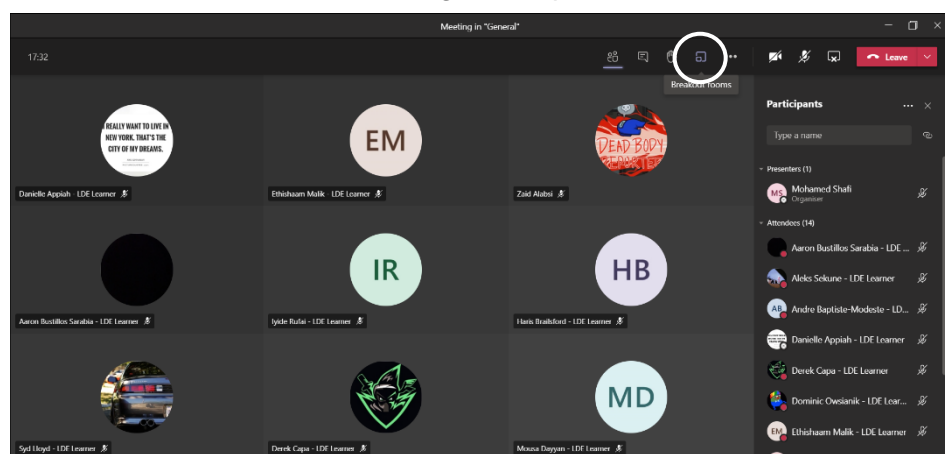 Meeting in "General"
17:32
Leave
Breakout rooms
I REALLY WANT TO LIVE IN
NEW YORK. THAT'S THE
CITY OF MY DREAMS.
Danielle Appiah - LDE Learner
EM
Ethishaam Malik - LDE Learner
DEAD BODY
REPORTED
Zaid Alabsi
Aaron Bustillos Sarabia - LDE Learner
IR
Iyide Rufai - LDE Learner
HB
Haris Brailsford - LDE Learner
Syd Lloyd - LDE Learner
Derek Capa - LDE Learner
MD
Mousa Dayyan - LDE Learner
Participants
Type a name
Presenters (1)
MS
Mohamed Shafi
Organiser
Attendees (14)
Aaron Bustillos Sarabia - LDE ...
Aleks Sekune - LDE Learner
AB
Andre Baptiste-Modeste - LD...
Danielle Appiah - LDE Learner
Derek Capa - LDE Learner
Dominic Owsianik - LDE Lear...
EM
Ethishaam Malik - LDE Learner